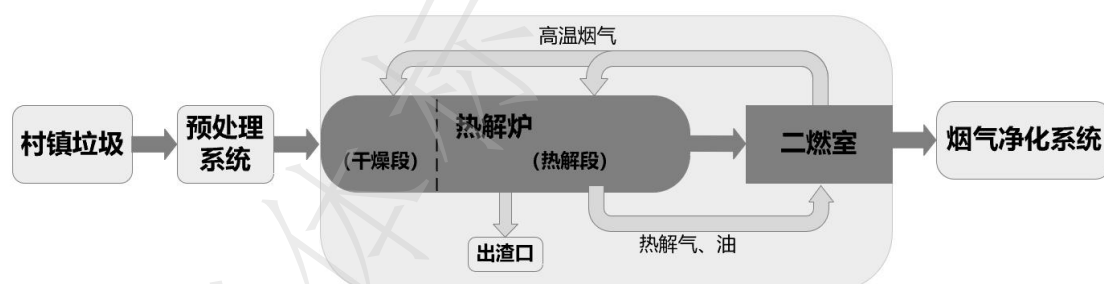 高温烟气
村镇垃圾
预处理
系统
热解炉
(干燥段)
(热解段)
二燃室
烟气净化系统
出渣口
热解气、油